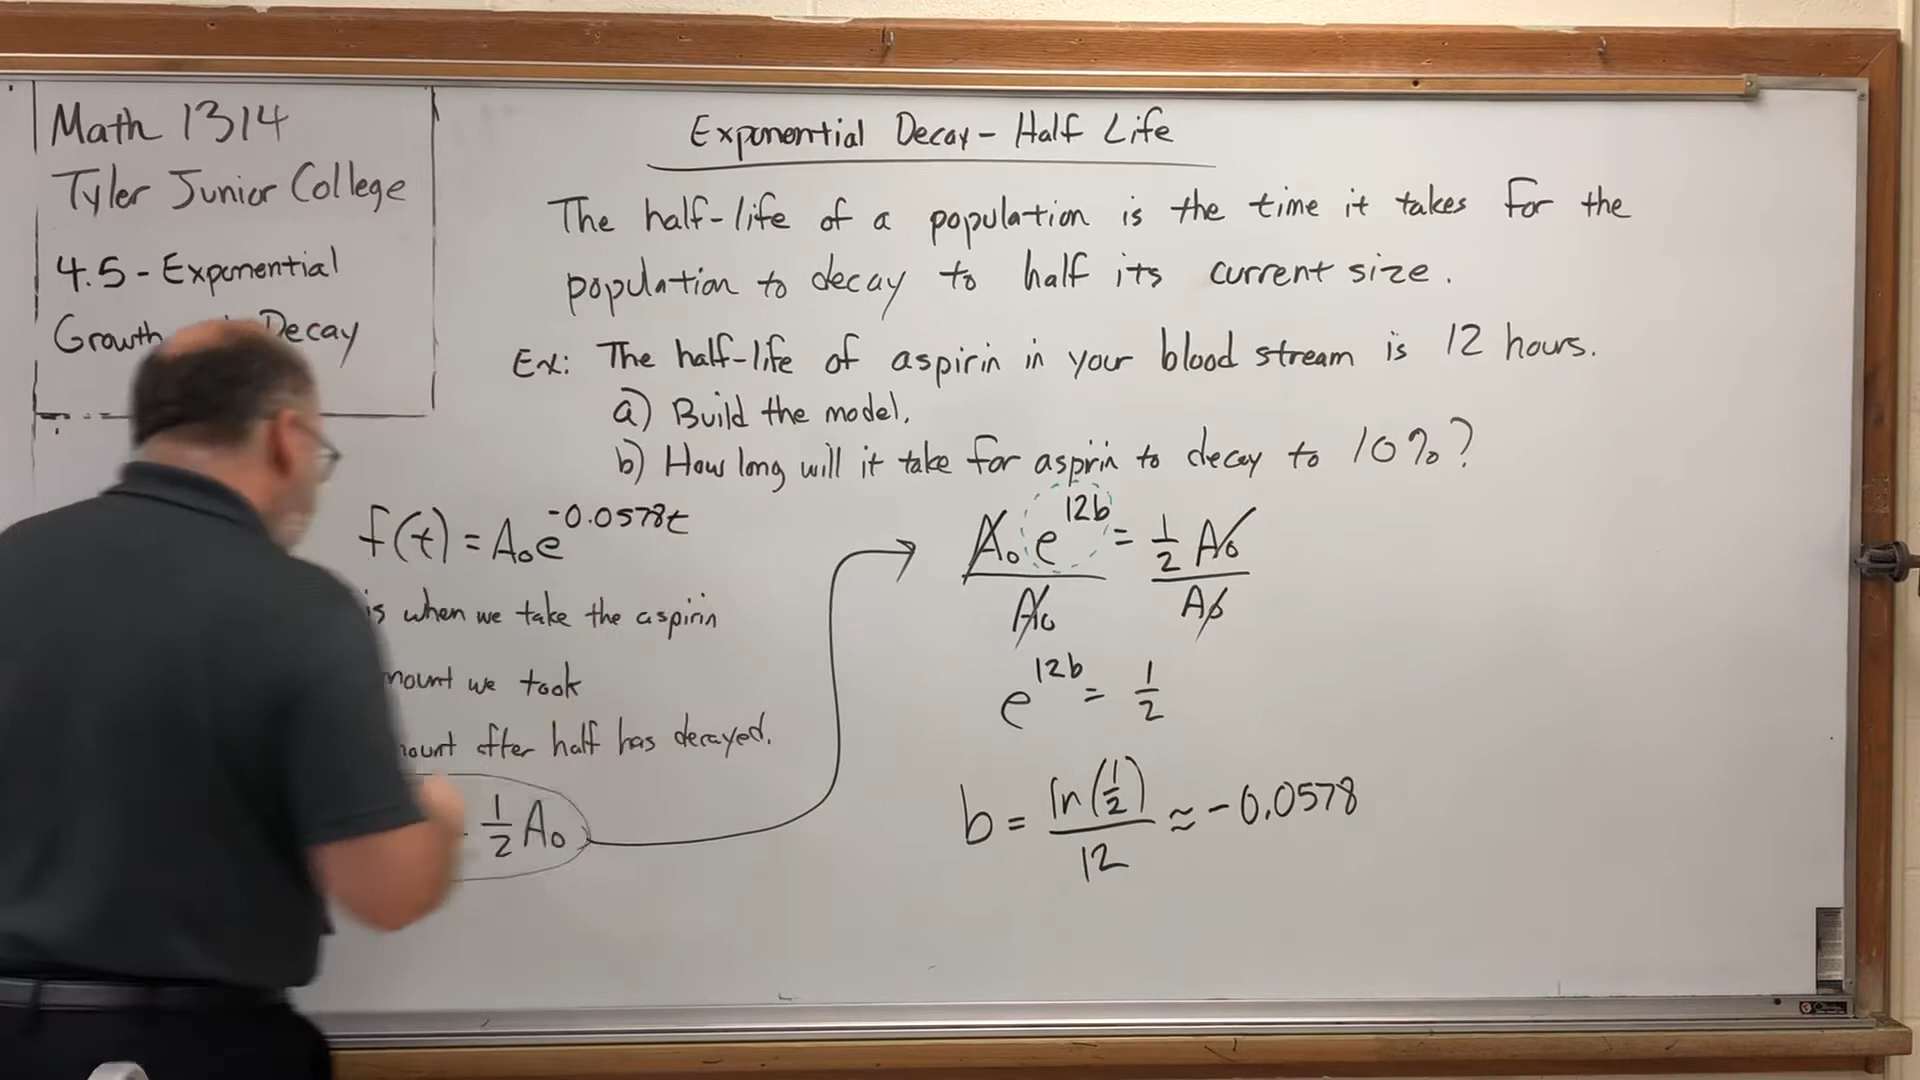 Math 1314
Tyler Junior College
4.5 - Exponential
Growth Decay
Exponential Decay - Half Life
The half-life of a population is the time it takes for the
population to decay to half its current size.
Ex: The half-life of aspirin in your blood stream is 12 hours.
a) Build the model.
b) How long will it take for aspirin to decay to 10%?
f(t) = A₀e^(-0.0578t)
is when we take the aspirin
mount we took
mount after half has decayed.
1/2 A₀
A₀e^(12b)/A₀ = 1/2 A₀/A₀
e^(12b) = 1/2
b = ln(1/2)/12 ≈ -0.0578